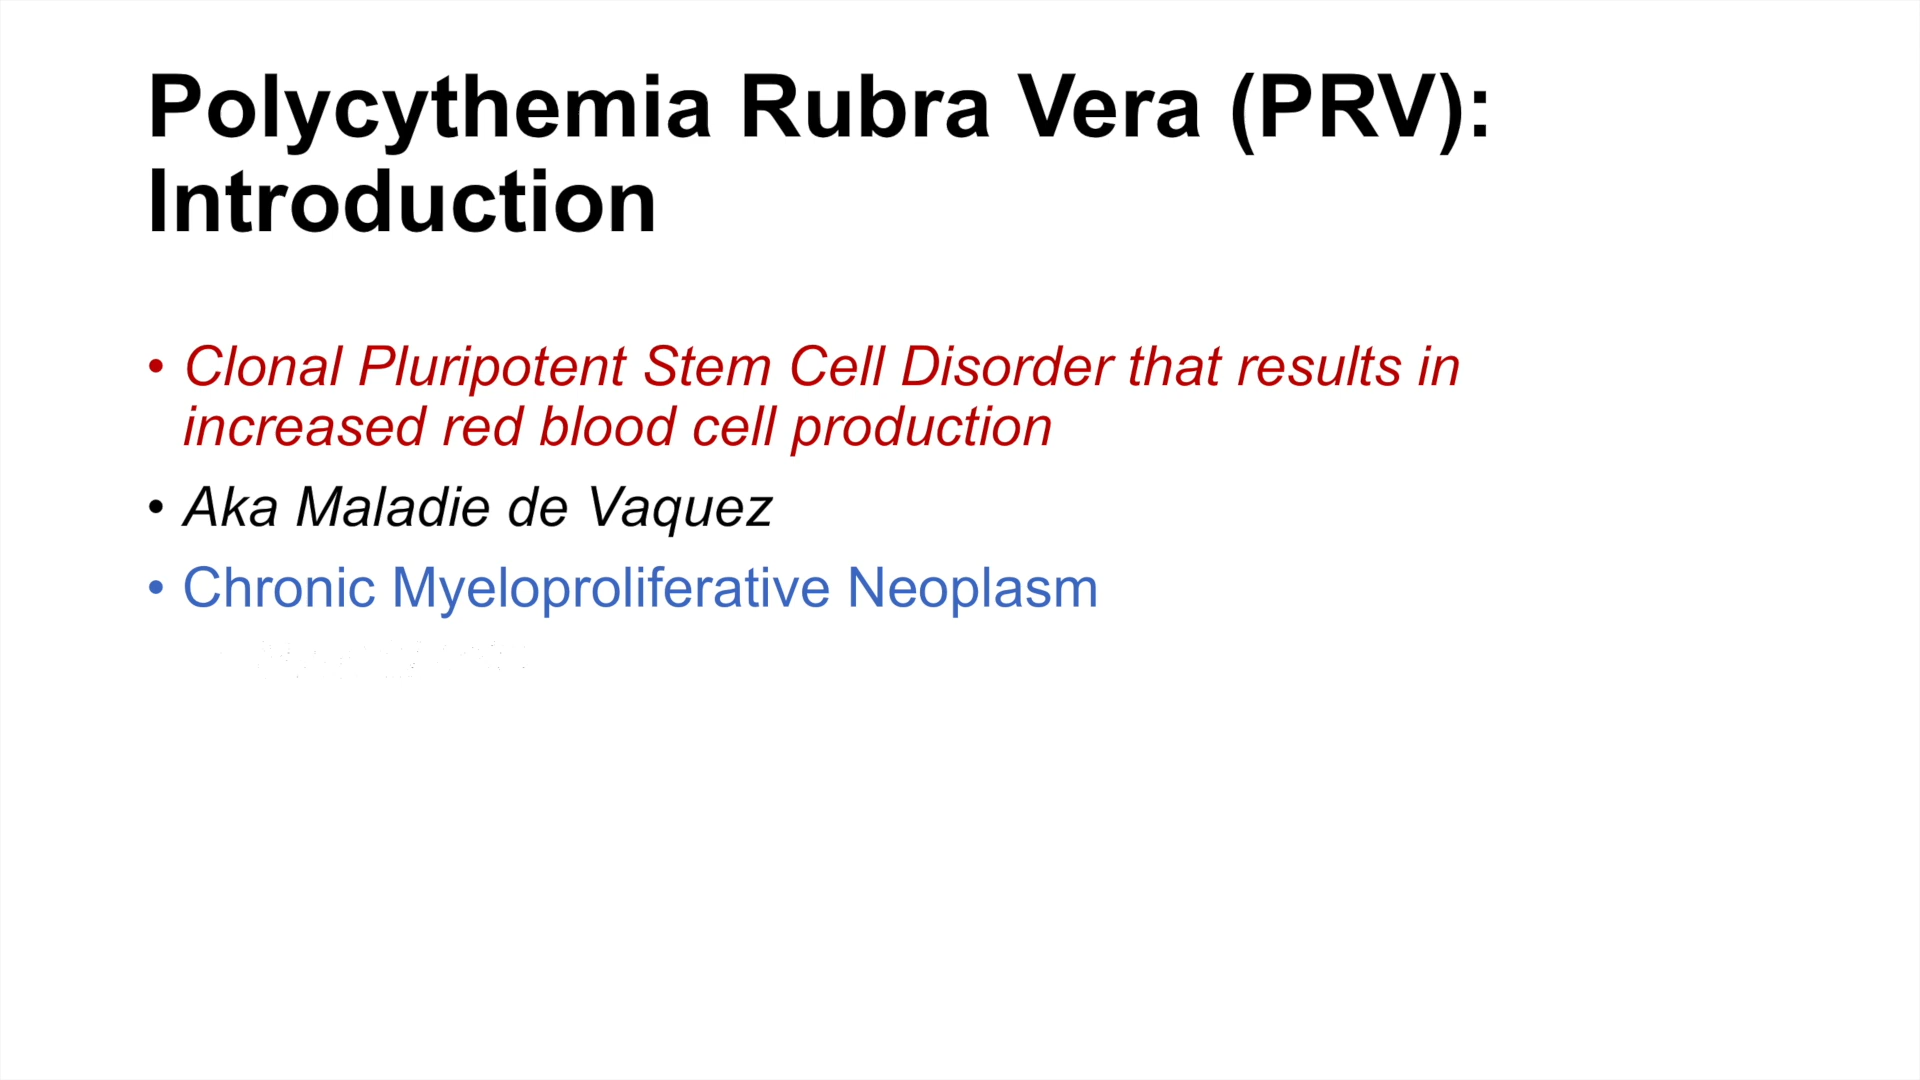 Polycythemia Rubra Vera (PRV):
Introduction
• Clonal Pluripotent Stem Cell Disorder that results in
increased red blood cell production
• Aka Maladie de Vaquez
• Chronic Myeloproliferative Neoplasm